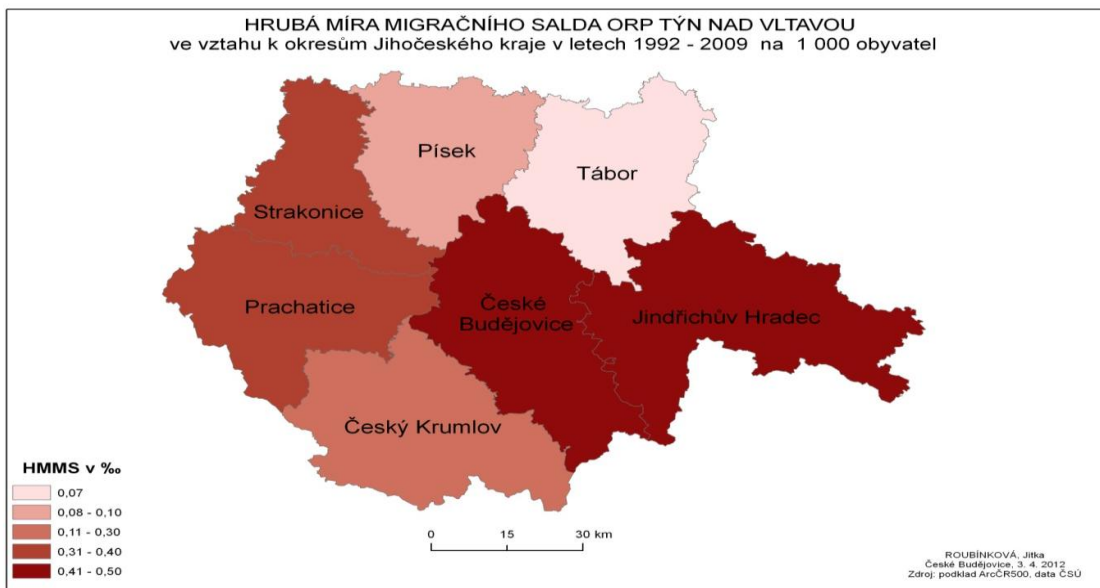 HRUBÁ MÍRA MIGRAČNÍHO SALDA ORP TÝN NAD VLTAVOU
ve vztahu k okresům Jihočeského kraje v letech 1992 - 2009 na 1 000 obyvatel
Písek
Tábor
Strakonice
Prachatice
České
Budějovice
Jindřichův Hradec
Český Krumlov
HMMS v ‰
0,07
0,08 - 0,10
0,11 - 0,30
0,31 - 0,40
0,41 - 0,50
0 15 30 km
ROUBÍNKOVÁ, Jitka
České Budějovice, 3. 4. 2012
Zdroj: podklad ArcČR500, data ČSÚ